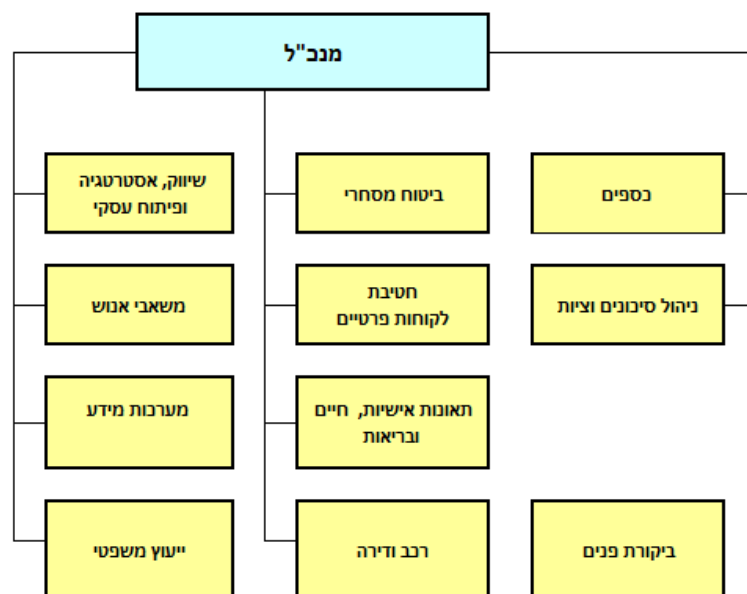 מנכ"ל
כספים
ביטוח מסחרי
שיווק, אסטרטגיה
ופיתוח עסקי
ניהול סיכונים וציות
חטיבת
לקוחות פרטיים
משאבי אנוש
תאונות אישיות, חיים
ובריאות
מערכות מידע
ביקורת פנים
רכב ודירה
ייעוץ משפטי